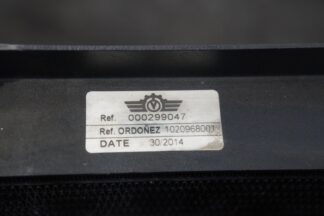 Ref. 000299047
Ref. ORDOÑEZ 1020968001
DATE 30/2014